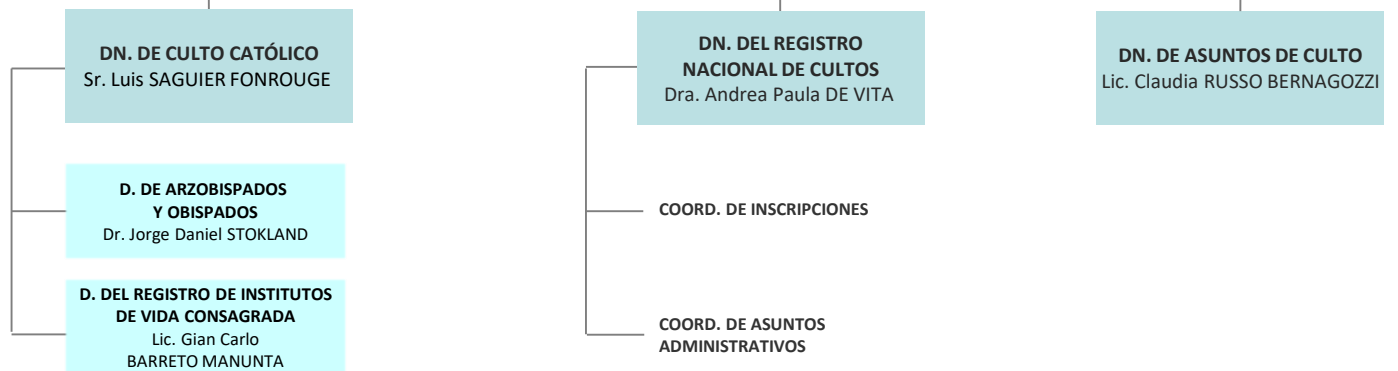 DN. DE CULTO CATÓLICO
Sr. Luis SAGUIER FONROUGE
D. DE ARZOBISPADOS
Y OBISPADOS
Dr. Jorge Daniel STOKLAND
D. DEL REGISTRO DE INSTITUTOS
DE VIDA CONSAGRADA
Lic. Gian Carlo
BARRETO MANUNTA
DN. DEL REGISTRO
NACIONAL DE CULTOS
Dra. Andrea Paula DE VITA
COORD. DE INSCRIPCIONES
COORD. DE ASUNTOS
ADMINISTRATIVOS
DN. DE ASUNTOS DE CULTO
Lic. Claudia RUSSO BERNAGOZZI